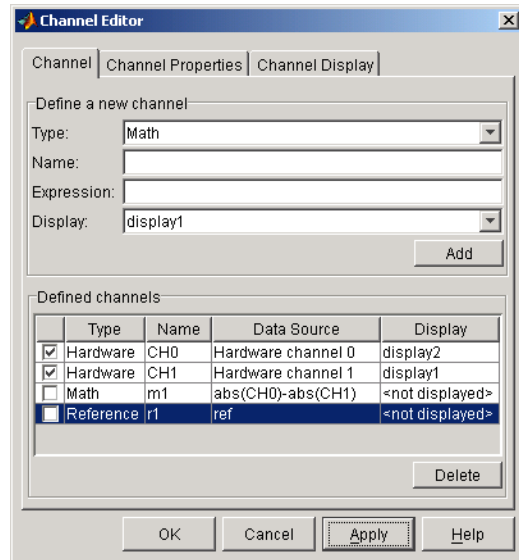 Channel Editor
Channel Channel Properties Channel Display
Define a new channel
Type: Math
Name:
Expression:
Display: display1
Add
Defined channels
Type Name Data Source Display
Hardware CH0 Hardware channel 0 display2
Hardware CH1 Hardware channel 1 display1
Math m1 abs(CH0)-abs(CH1) <not displayed>
Reference r1 ref <not displayed>
Delete
OK Cancel Apply Help